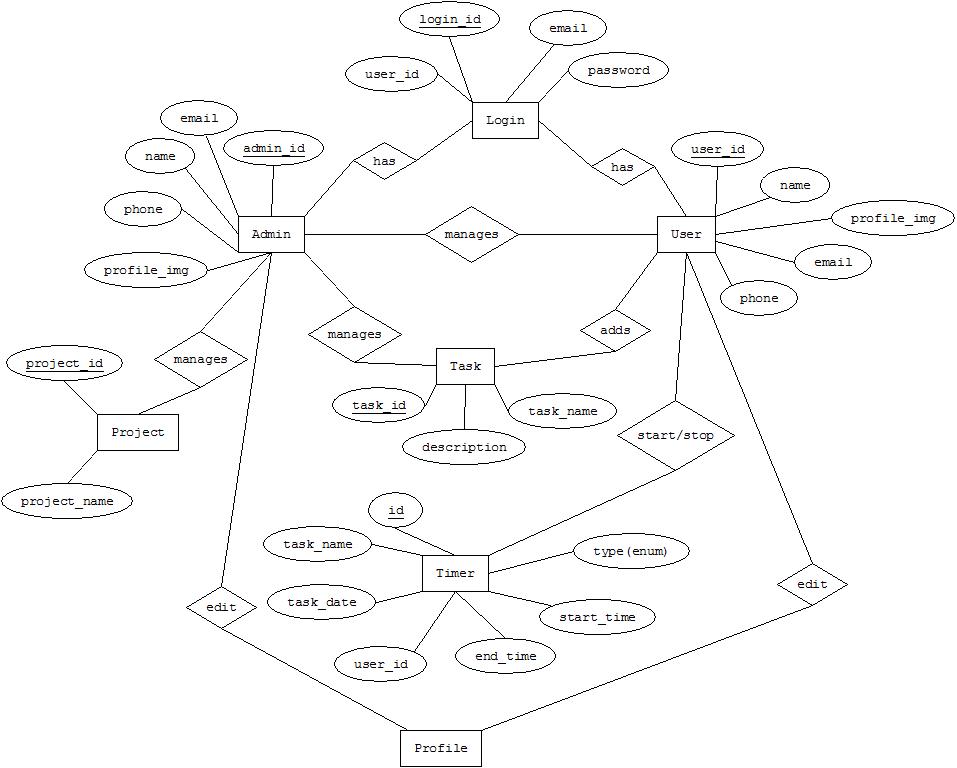 login_id
email
user_id
password
Login
email
admin_id
name
has
has
user_id
name
phone
profile_img
Admin
manages
User
profile_img
email
phone
manages
adds
manages
project_id
Task
task_id
task_name
Project
description
start/stop
project_name
id
task_name
type(enum)
Timer
edit
task_date
edit
start_time
user_id
end_time
Profile